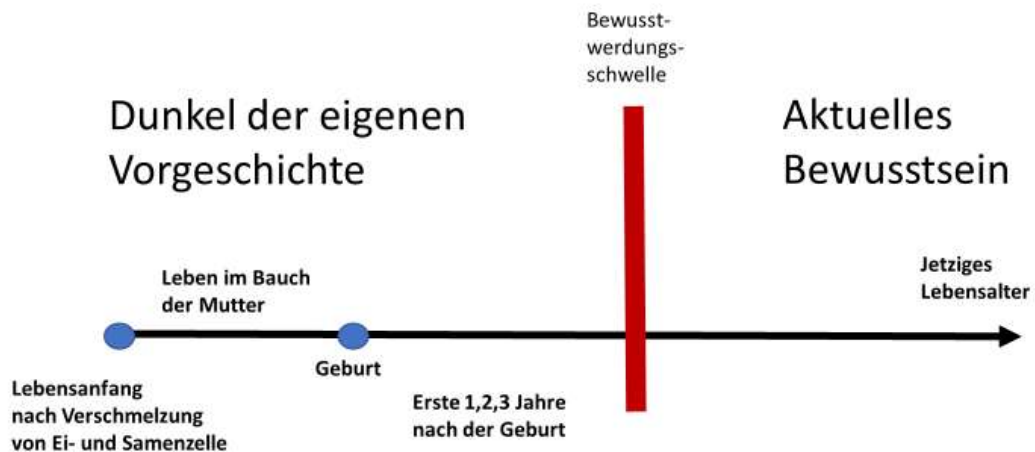 Bewusst-
werdungs-
schwelle
Dunkel der eigenen
Vorgeschichte
Aktuelles
Bewusstsein
Leben im Bauch
der Mutter
Jetziges
Lebensalter
Geburt
Lebensanfang
nach Verschmelzung
von Ei- und Samenzelle
Erste 1,2,3 Jahre
nach der Geburt